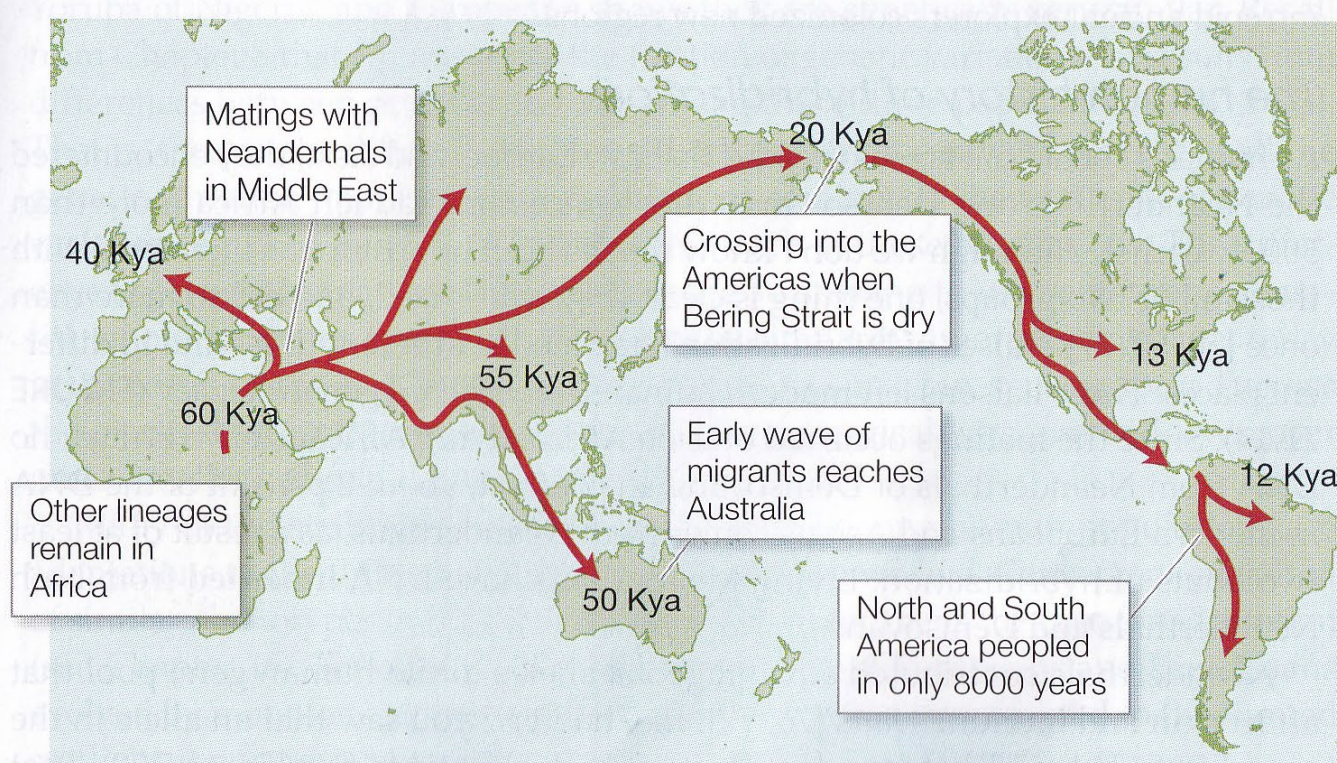 Matings with
Neanderthals
in Middle East
20 Kya
40 Kya
Crossing into the
Americas when
Bering Strait is dry
13 Kya
55 Kya
60 Kya
Early wave of
migrants reaches
Australia
12 Kya
Other lineages
remain in
Africa
50 Kya
North and South
America peopled
in only 8000 years